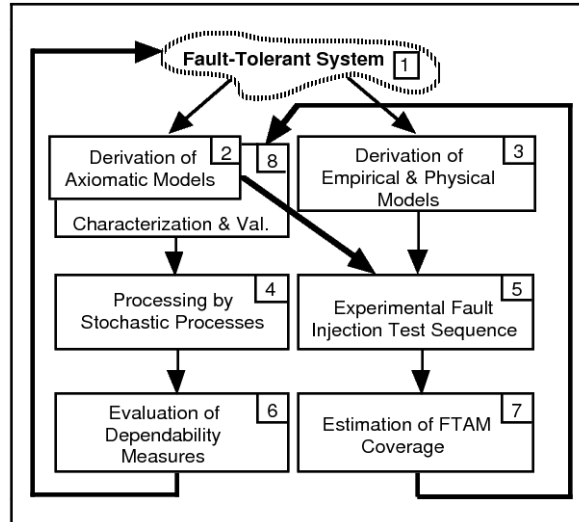 Fault-Tolerant System 1
2
Derivation of
Axiomatic Models
8
Characterization & Val.
3
Derivation of
Empirical & Physical
Models
4
Processing by
Stochastic Processes
5
Experimental Fault
Injection Test Sequence
6
Evaluation of
Dependability
Measures
7
Estimation of FTAM
Coverage